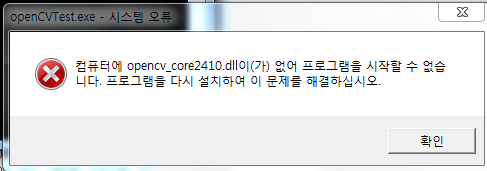 openCVTest.exe - 시스템 오류
컴퓨터에 opencv_core2410.dll이(가) 없어 프로그램을 시작할 수 없습
니다. 프로그램을 다시 설치하여 이 문제를 해결하십시오.
확인